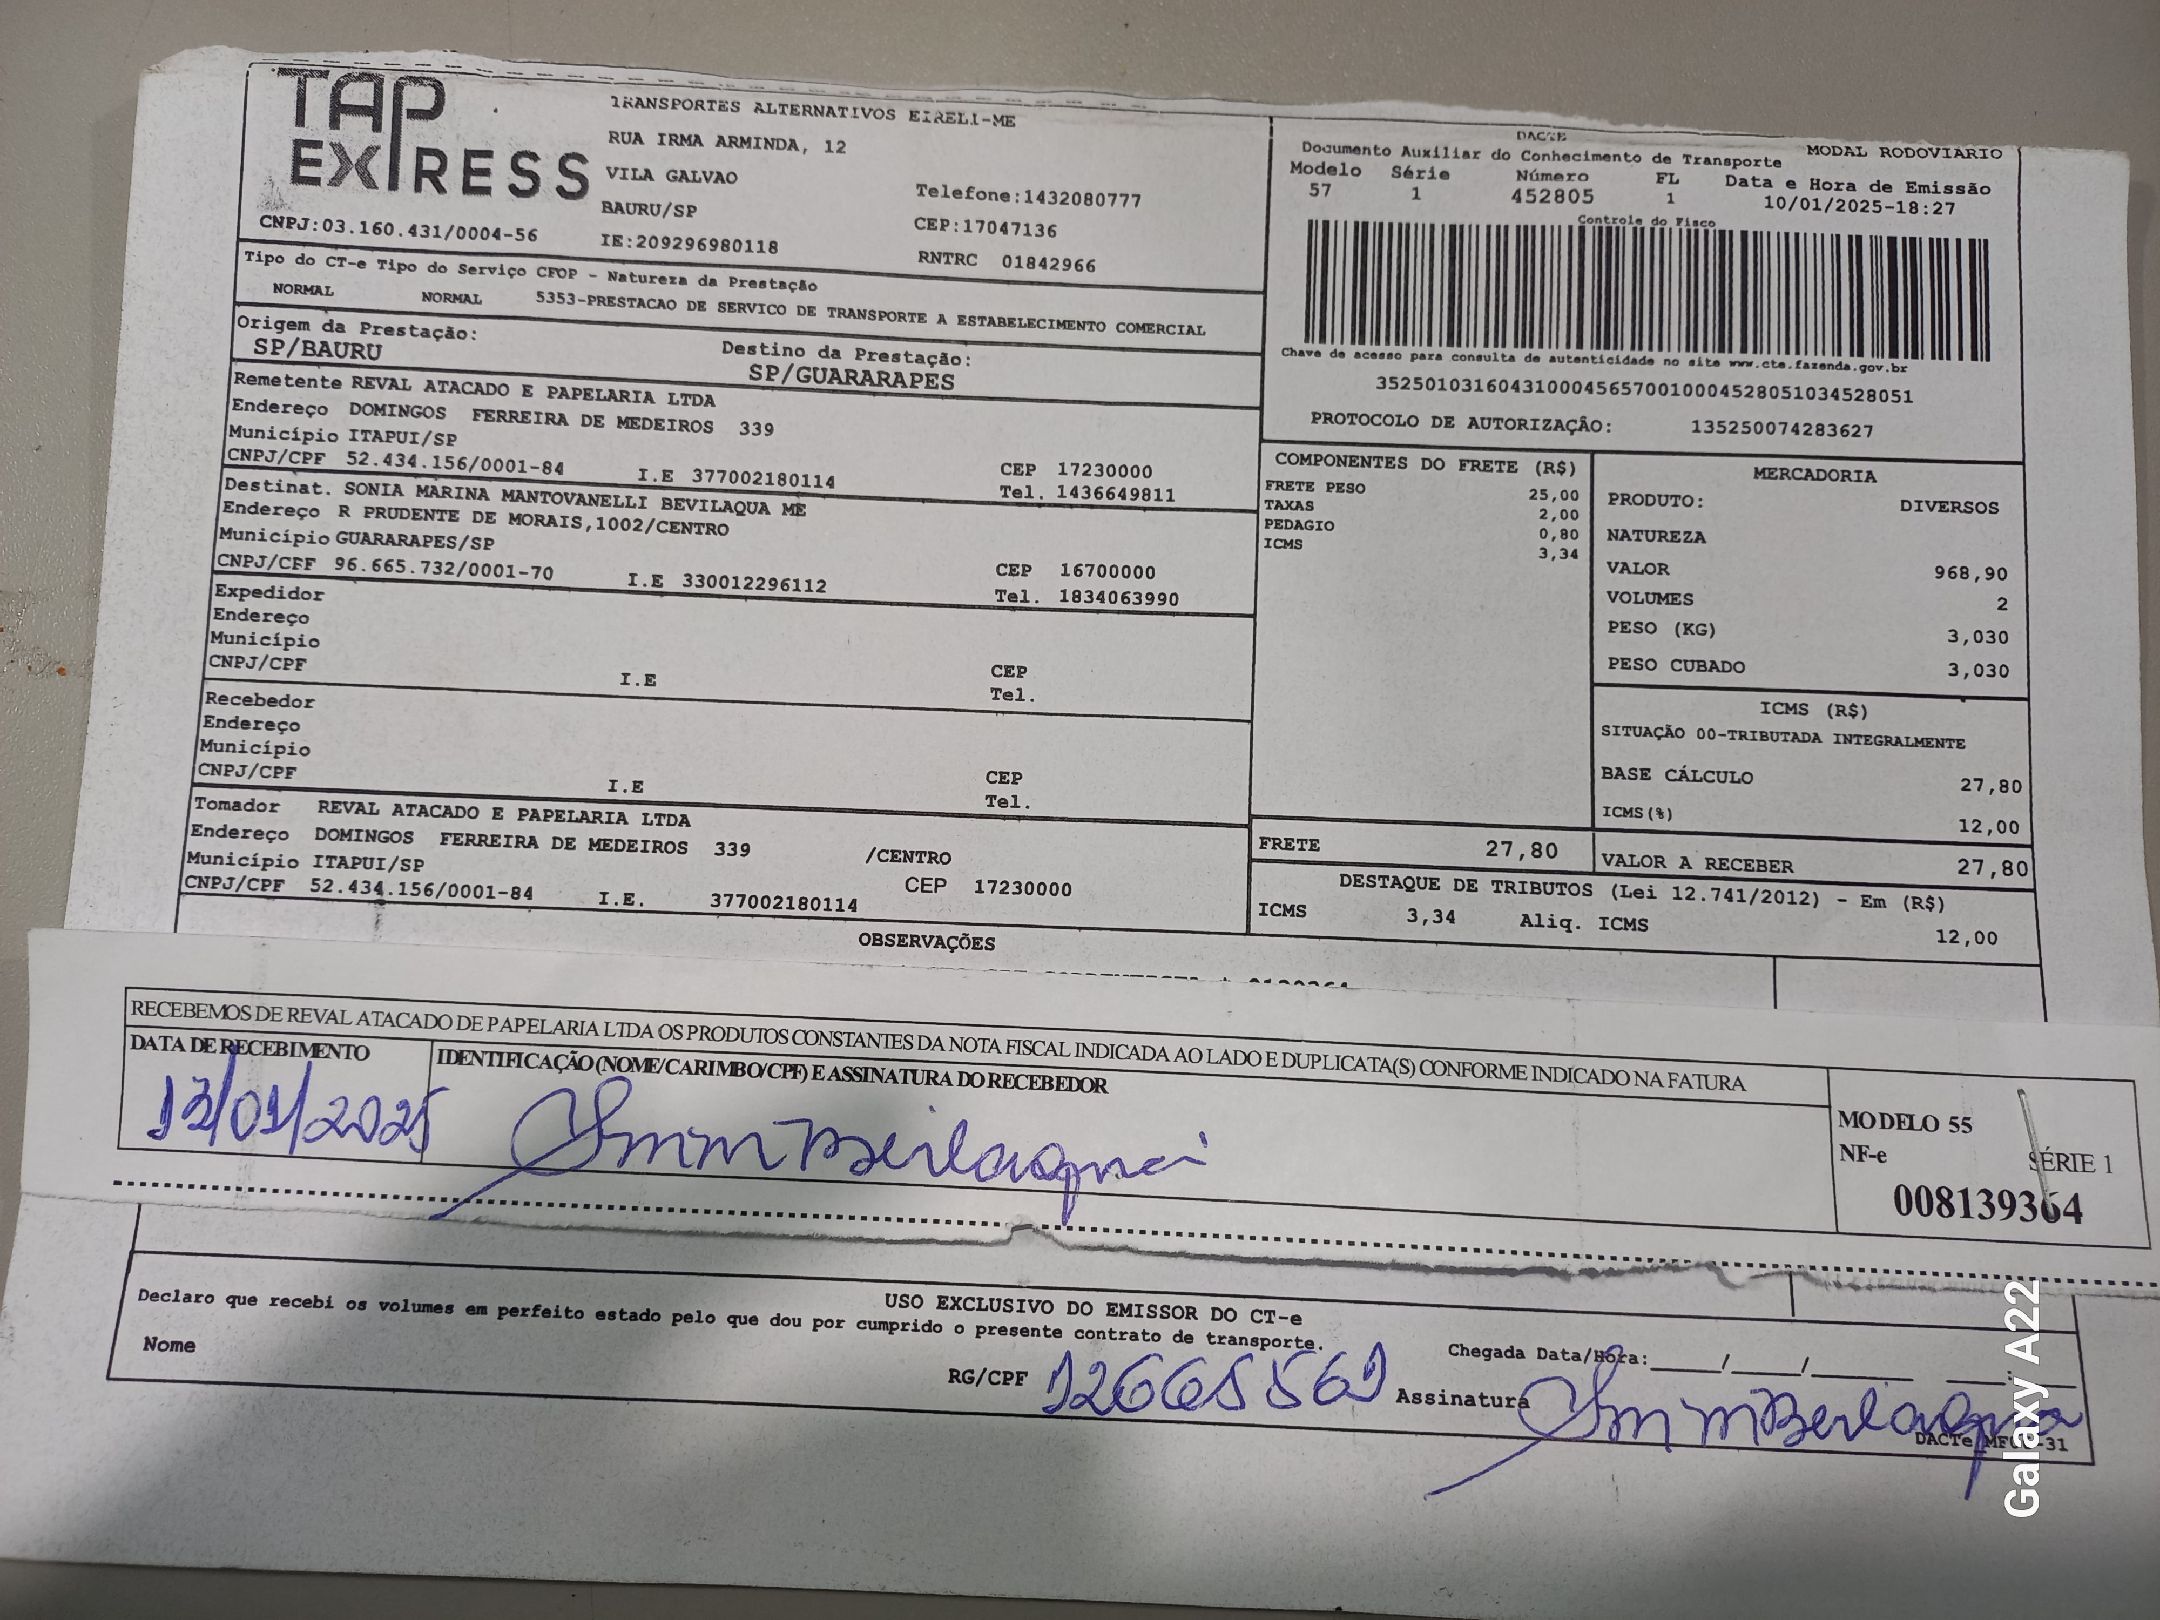 TAP EXPRESS
TRANSPORTES ALTERNATIVOS EIRELI-ME
RUA IRMA ARMINDA, 12
VILA GALVAO
Telefone:1432080777
BAURU/SP
CEP:17047136
CNPJ:03.160.431/0004-56
IE:209296980118
RNTRC 01842966
DACTE
Documento Auxiliar do Conhecimento de Transporte MODAL RODOVIARIO
Modelo Série Número FL Data e Hora de Emissão
57 1 452805 1 10/01/2025-18:27
Controle do Fisco
Chave de acesso para consulta de autenticidade no site www.cte.fazenda.gov.br
35250103160431000456570010004528051034528051
PROTOCOLO DE AUTORIZAÇÂO: 135250074283627
Tipo do CT-e Tipo do Serviço CFOP - Natureza da Prestação
NORMAL NORMAL 5353-PRESTACAO DE SERVICO DE TRANSPORTE A ESTABELECIMENTO COMERCIAL
Origem da Prestação: Destino da Prestação:
SP/BAURU SP/GUARARAPES
Remetente REVAL ATACADO E PAPELARIA LTDA
Endereço DOMINGOS FERREIRA DE MEDEIROS 339
Município ITAPUI/SP CEP 17230000
CNPJ/CPF 52.434.156/0001-84 I.E 377002180114 Tel. 1436649811
Destinat. SONIA MARINA MANTOVANELLI BEVILAQUA ME
Endereço R PRUDENTE DE MORAIS,1002/CENTRO
Município GUARARAPES/SP CEP 16700000
CNPJ/CPF 96.665.732/0001-70 I.E 330012296112 Tel. 1834063990
Expedidor
Endereço
Município CEP
CNPJ/CPF I.E Tel.
Recebedor
Endereço
Município CEP
CNPJ/CPF I.E Tel.
Tomador REVAL ATACADO E PAPELARIA LTDA
Endereço DOMINGOS FERREIRA DE MEDEIROS 339 /CENTRO
Município ITAPUI/SP CEP 17230000
CNPJ/CPF 52.434.156/0001-84 I.E. 377002180114
COMPONENTES DO FRETE (R$)
FRETE PESO 25,00
TAXAS 2,00
PEDAGIO 0,80
ICMS 3,34
MERCADORIA
PRODUTO: DIVERSOS
NATUREZA
VALOR 968,90
VOLUMES 2
PESO (KG) 3,030
PESO CUBADO 3,030
ICMS (R$)
SITUAÇÃO 00-TRIBUTADA INTEGRALMENTE
BASE CÁLCULO 27,80
ICMS(%) 12,00
FRETE 27,80 VALOR A RECEBER 27,80
DESTAQUE DE TRIBUTOS (Lei 12.741/2012) - Em (R$)
ICMS 3,34 Aliq. ICMS 12,00
OBSERVAÇÕES
RECEBEMOS DE REVAL ATACADO DE PAPELARIA LTDA OS PRODUTOS CONSTANTES DA NOTA FISCAL INDICADA AO LADO E DUPLICATA(S) CONFORME INDICADO NA FATURA
DATA DE RECEBIMENTO IDENTIFICAÇÃO (NOME/CARIMBO/CPF) E ASSINATURA DO RECEBEDOR
13/01/2025
MODELO 55
NF-e SÉRIE 1
008139364
USO EXCLUSIVO DO EMISSOR DO CT-e
Declaro que recebi os volumes em perfeito estado pelo que dou por cumprido o presente contrato de transporte.
Chegada Data/Hora:
Nome RG/CPF 12665561 Assinatura
Galaxy A22